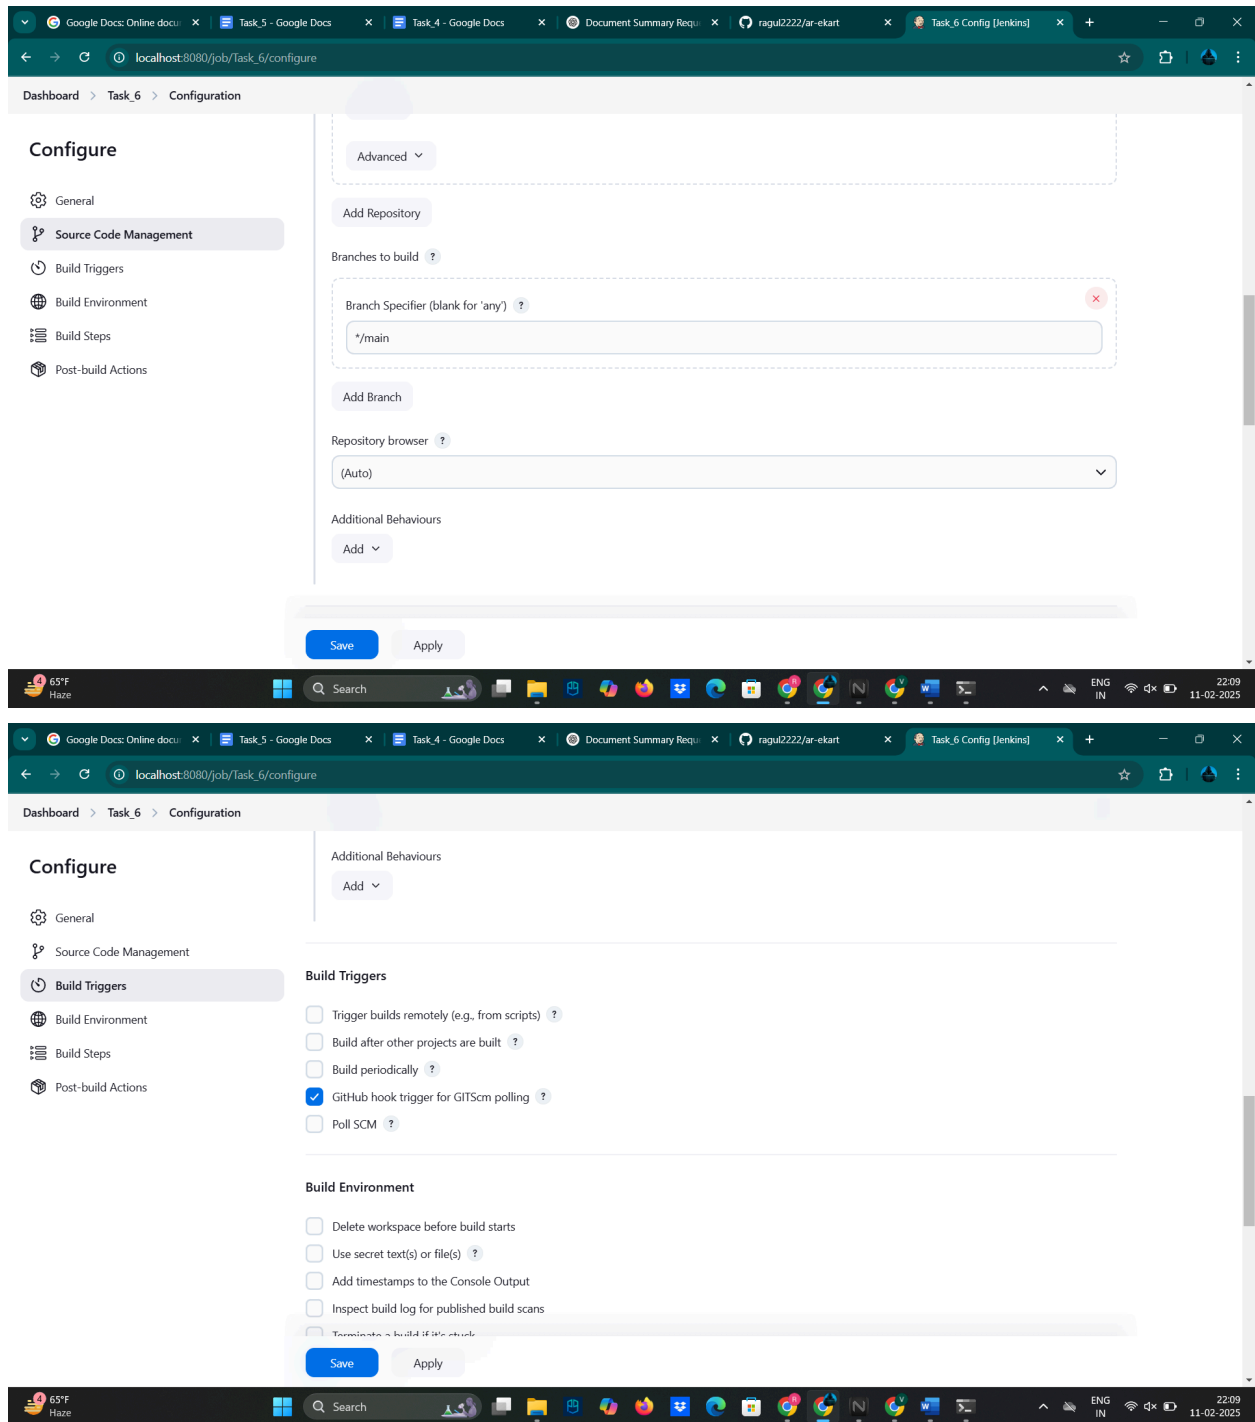 Google Docs: Online docu
Task_5 - Google Docs
Task_4 - Google Docs
Document Summary Requ
ragul2222/ar-ekart
Task_6 Config [Jenkins]
localhost:8080/job/Task_6/configure
Dashboard > Task_6 > Configuration
Configure
General
Source Code Management
Build Triggers
Build Environment
Build Steps
Post-build Actions
Advanced
Add Repository
Branches to build ?
Branch Specifier (blank for 'any') ?
*/main
Add Branch
Repository browser ?
(Auto)
Additional Behaviours
Add
Save Apply
4
65°F
Haze
Search
ENG
IN
22:09
11-02-2025
Google Docs: Online docu
Task_5 - Google Docs
Task_4 - Google Docs
Document Summary Requ
ragul2222/ar-ekart
Task_6 Config [Jenkins]
localhost:8080/job/Task_6/configure
Dashboard > Task_6 > Configuration
Configure
General
Source Code Management
Build Triggers
Build Environment
Build Steps
Post-build Actions
Additional Behaviours
Add
Build Triggers
Trigger builds remotely (e.g., from scripts) ?
Build after other projects are built ?
Build periodically ?
GitHub hook trigger for GITScm polling ?
Poll SCM ?
Build Environment
Delete workspace before build starts
Use secret text(s) or file(s) ?
Add timestamps to the Console Output
Inspect build log for published build scans
Terminate a build if it's stuck
Save Apply
4
65°F
Haze
Search
ENG
IN
22:09
11-02-2025